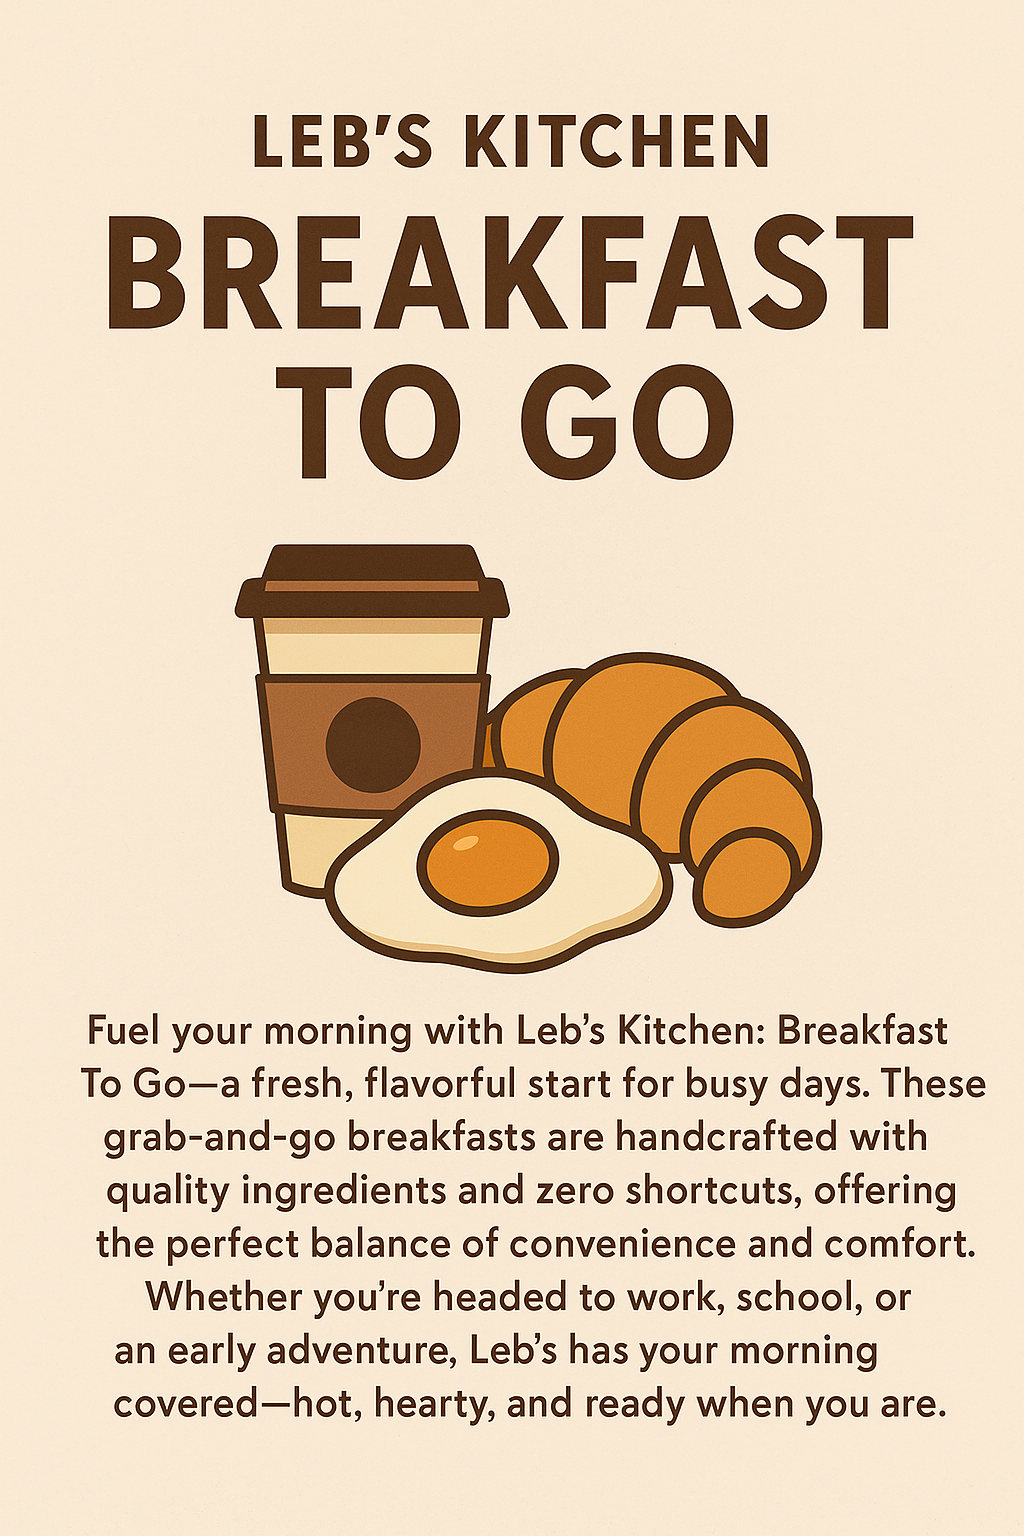 LEB'S KITCHEN
BREAKFAST
TO GO
Fuel your morning with Leb's Kitchen: Breakfast
To Go—a fresh, flavorful start for busy days. These
grab-and-go breakfasts are handcrafted with
quality ingredients and zero shortcuts, offering
the perfect balance of convenience and comfort.
Whether you're headed to work, school, or
an early adventure, Leb's has your morning
covered—hot, hearty, and ready when you are.